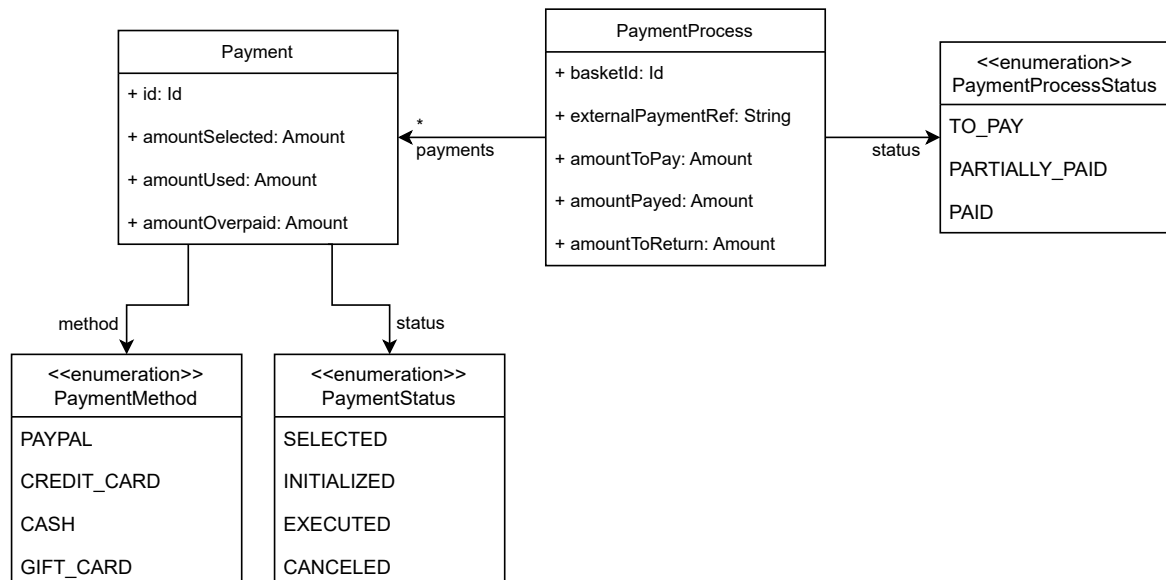 Payment
+ id: Id
+ amountSelected: Amount
+ amountUsed: Amount
+ amountOverpaid: Amount
*
payments
PaymentProcess
+ basketId: Id
+ externalPaymentRef: String
+ amountToPay: Amount
+ amountPayed: Amount
+ amountToReturn: Amount
status
<<enumeration>>
PaymentProcessStatus
TO_PAY
PARTIALLY_PAID
PAID
method
status
<<enumeration>>
PaymentMethod
PAYPAL
CREDIT_CARD
CASH
GIFT_CARD
<<enumeration>>
PaymentStatus
SELECTED
INITIALIZED
EXECUTED
CANCELED